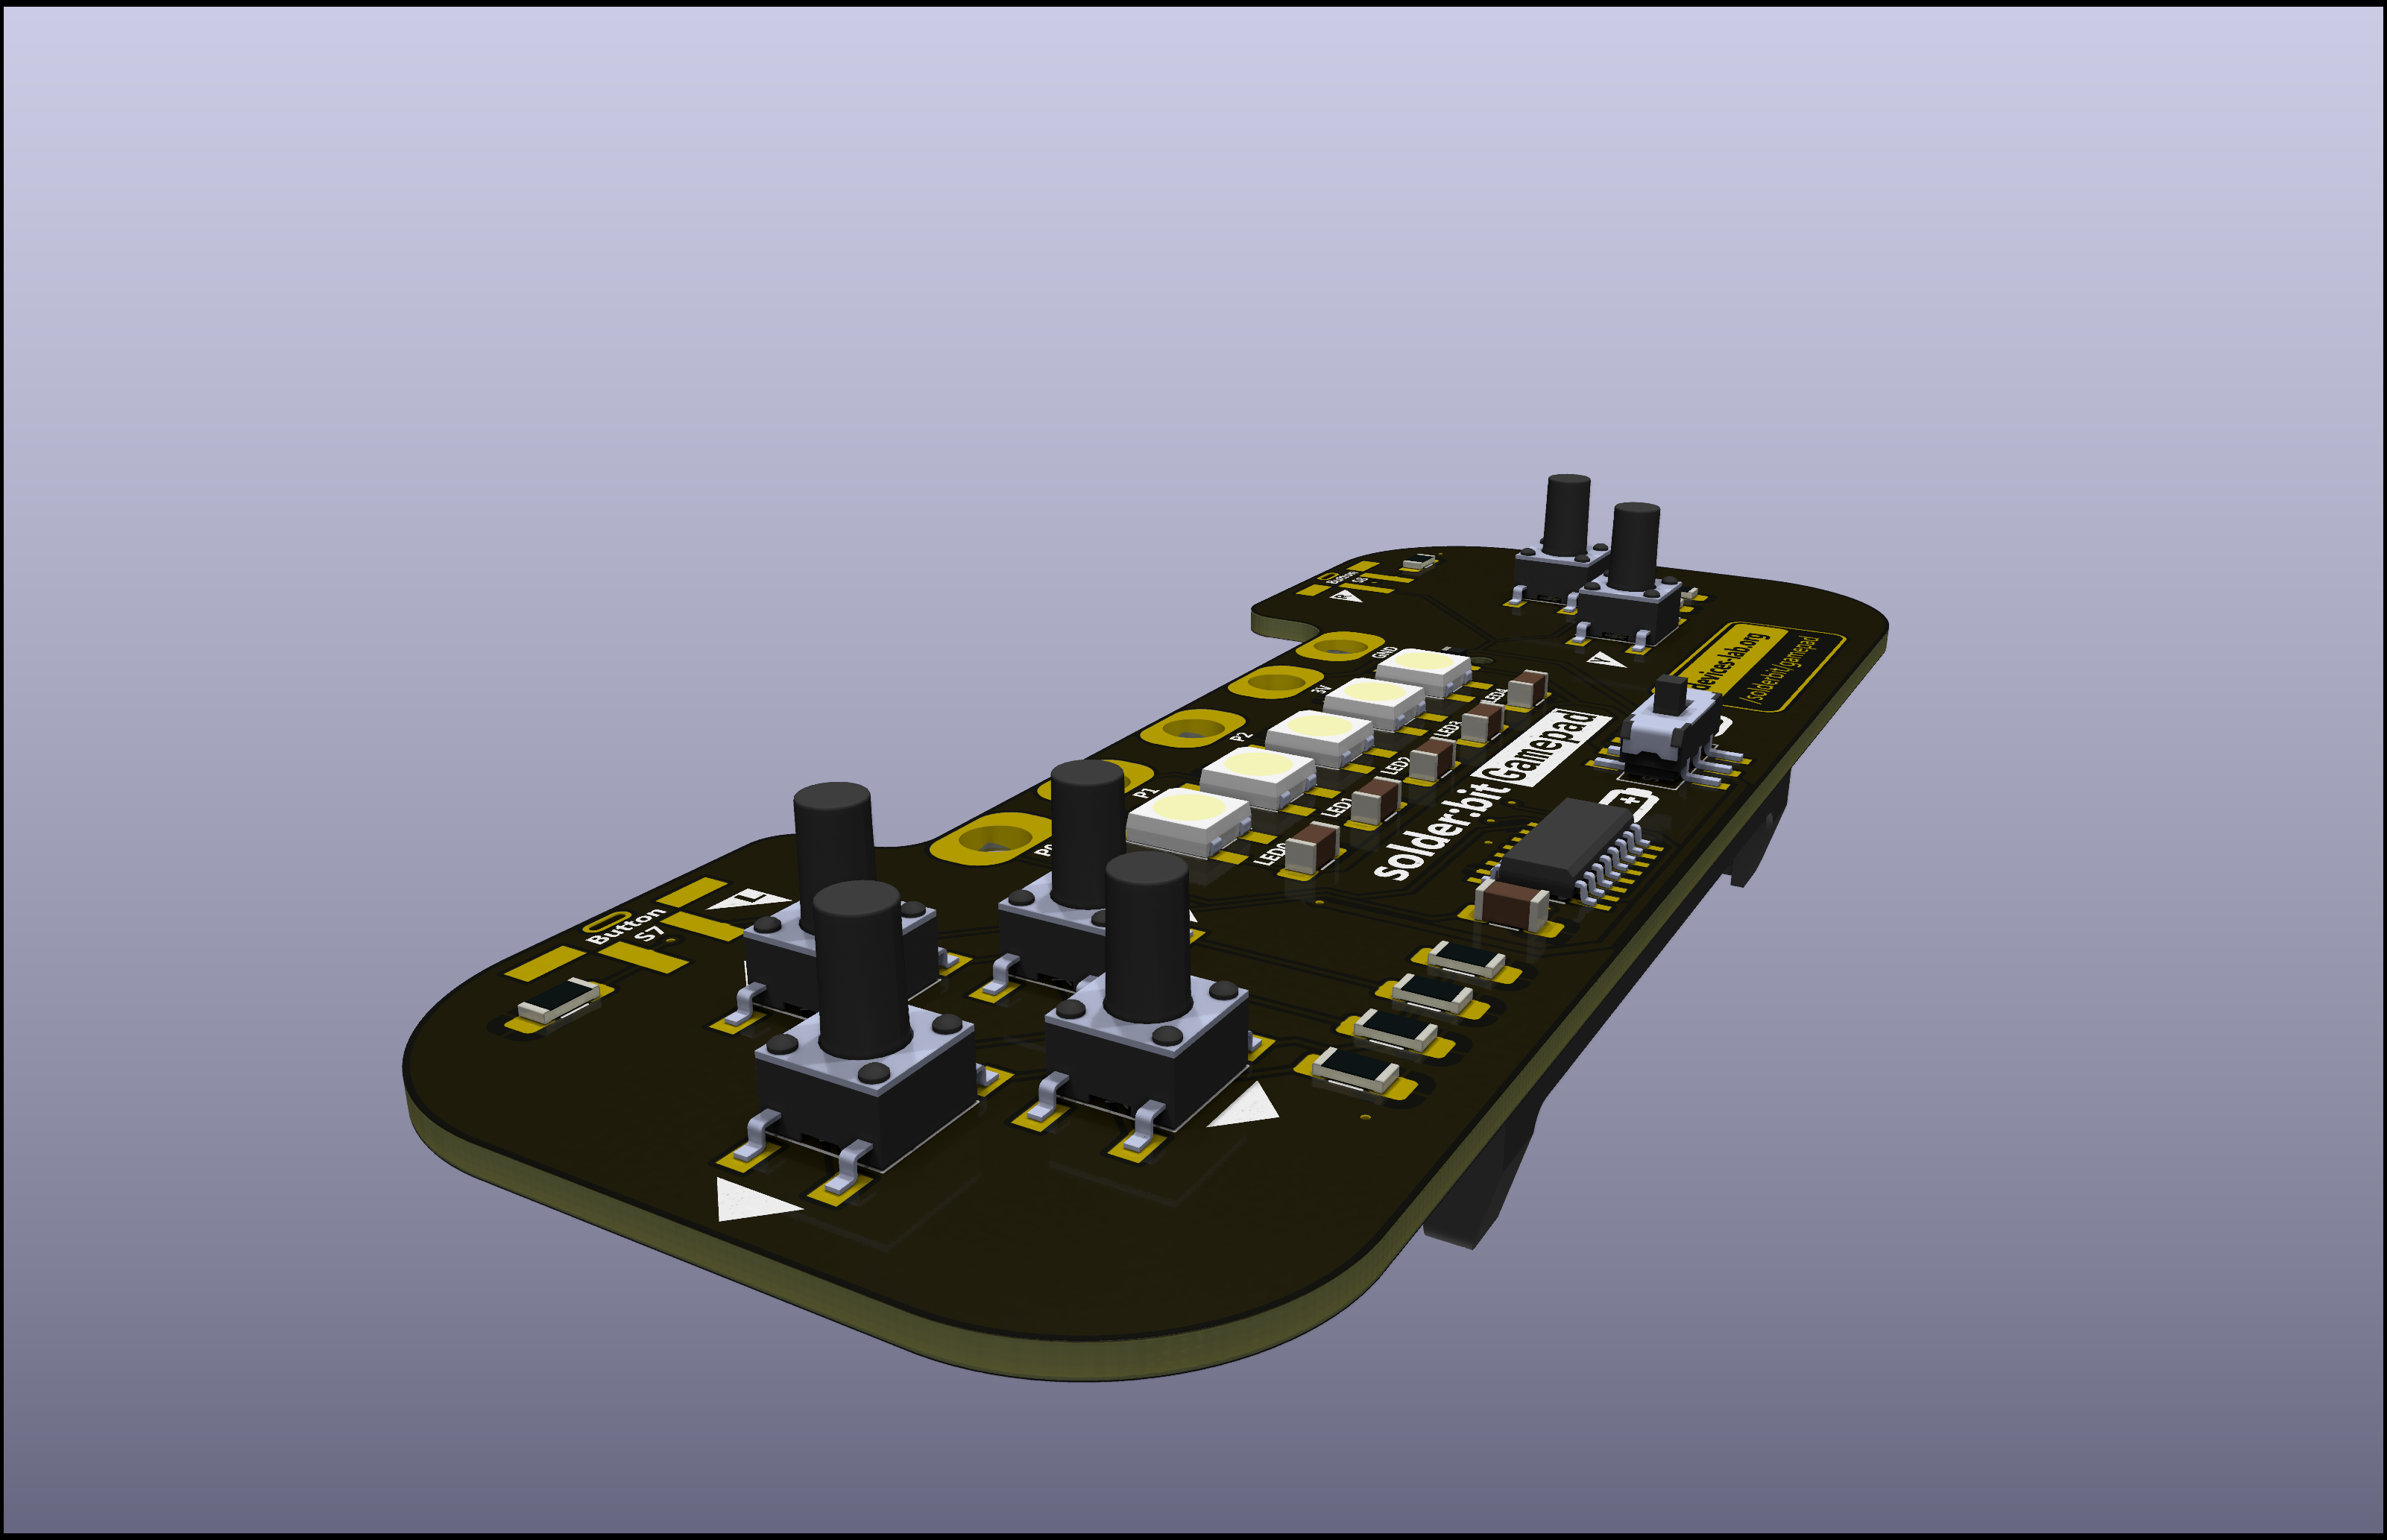 Button
S8
R
GND
3V
P2
P1
P0
LED4
LED3
LED2
LED1
LED0
solder:bit Gamepad
devices-lab.org
/solderbit/gamepad
V
+
L
Button
S7